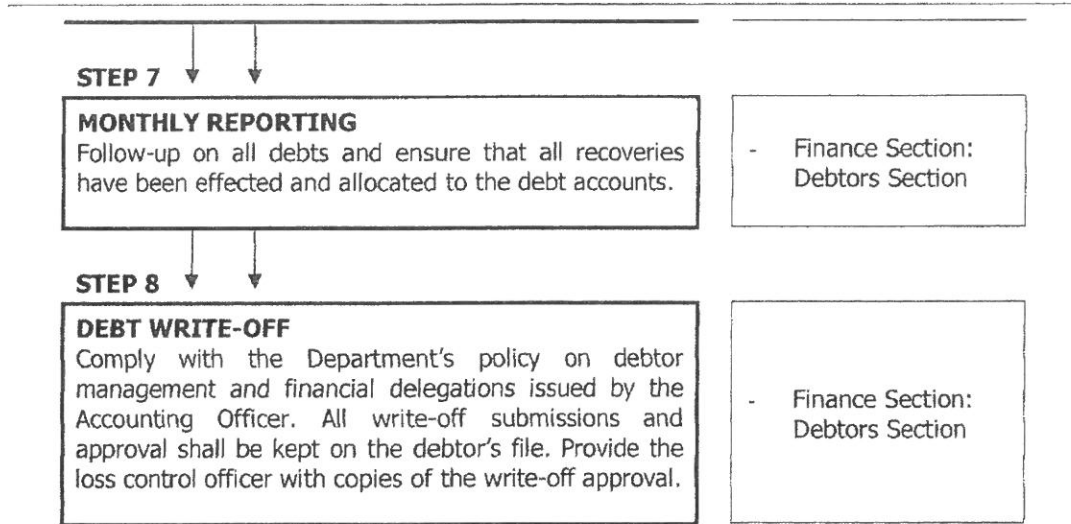 STEP 7
MONTHLY REPORTING
Follow-up on all debts and ensure that all recoveries
have been effected and allocated to the debt accounts.
- Finance Section:
Debtors Section
STEP 8
DEBT WRITE-OFF
Comply with the Department's policy on debtor
management and financial delegations issued by the
Accounting Officer. All write-off submissions and
approval shall be kept on the debtor's file. Provide the
loss control officer with copies of the write-off approval.
- Finance Section:
Debtors Section